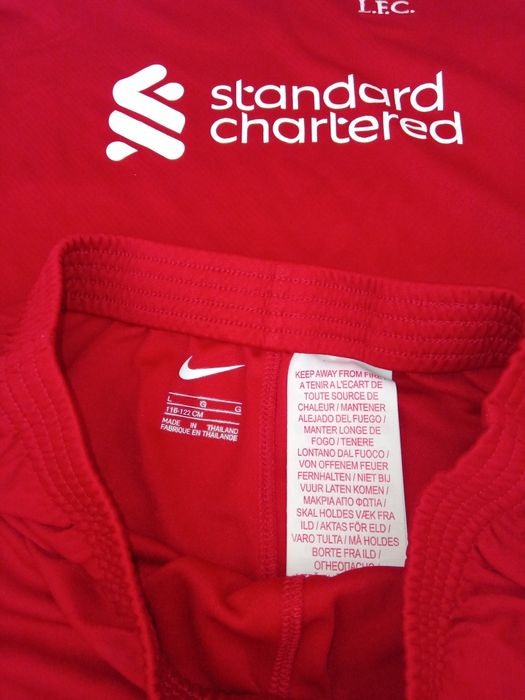 L.F.C.
standard
chartered
L G G
116-122 CM
MADE IN THAILAND
FABRIQUE EN THAILANDE
KEEP AWAY FROM FIRE /
A TENIR A L'ECART DE
TOUTE SOURCE DE
CHALEUR / MANTENER
ALEJADO DEL FUEGO /
MANTER LONGE DE
FOGO / TENERE
LONTANO DAL FUOCO /
VON OFFENEM FEUER
FERNHALTEN / NIET BIJ
VUUR LATEN KOMEN /
ΜΑΚΡΙΑ ΑΠΟ ΦΩΤΙΑ /
SKAL HOLDES VÆK FRA
ILD / AKTAS FÖR ELD /
VARO TULTA / MÅ HOLDES
BORTE FRA ILD /
ОГНЕОПАСНО